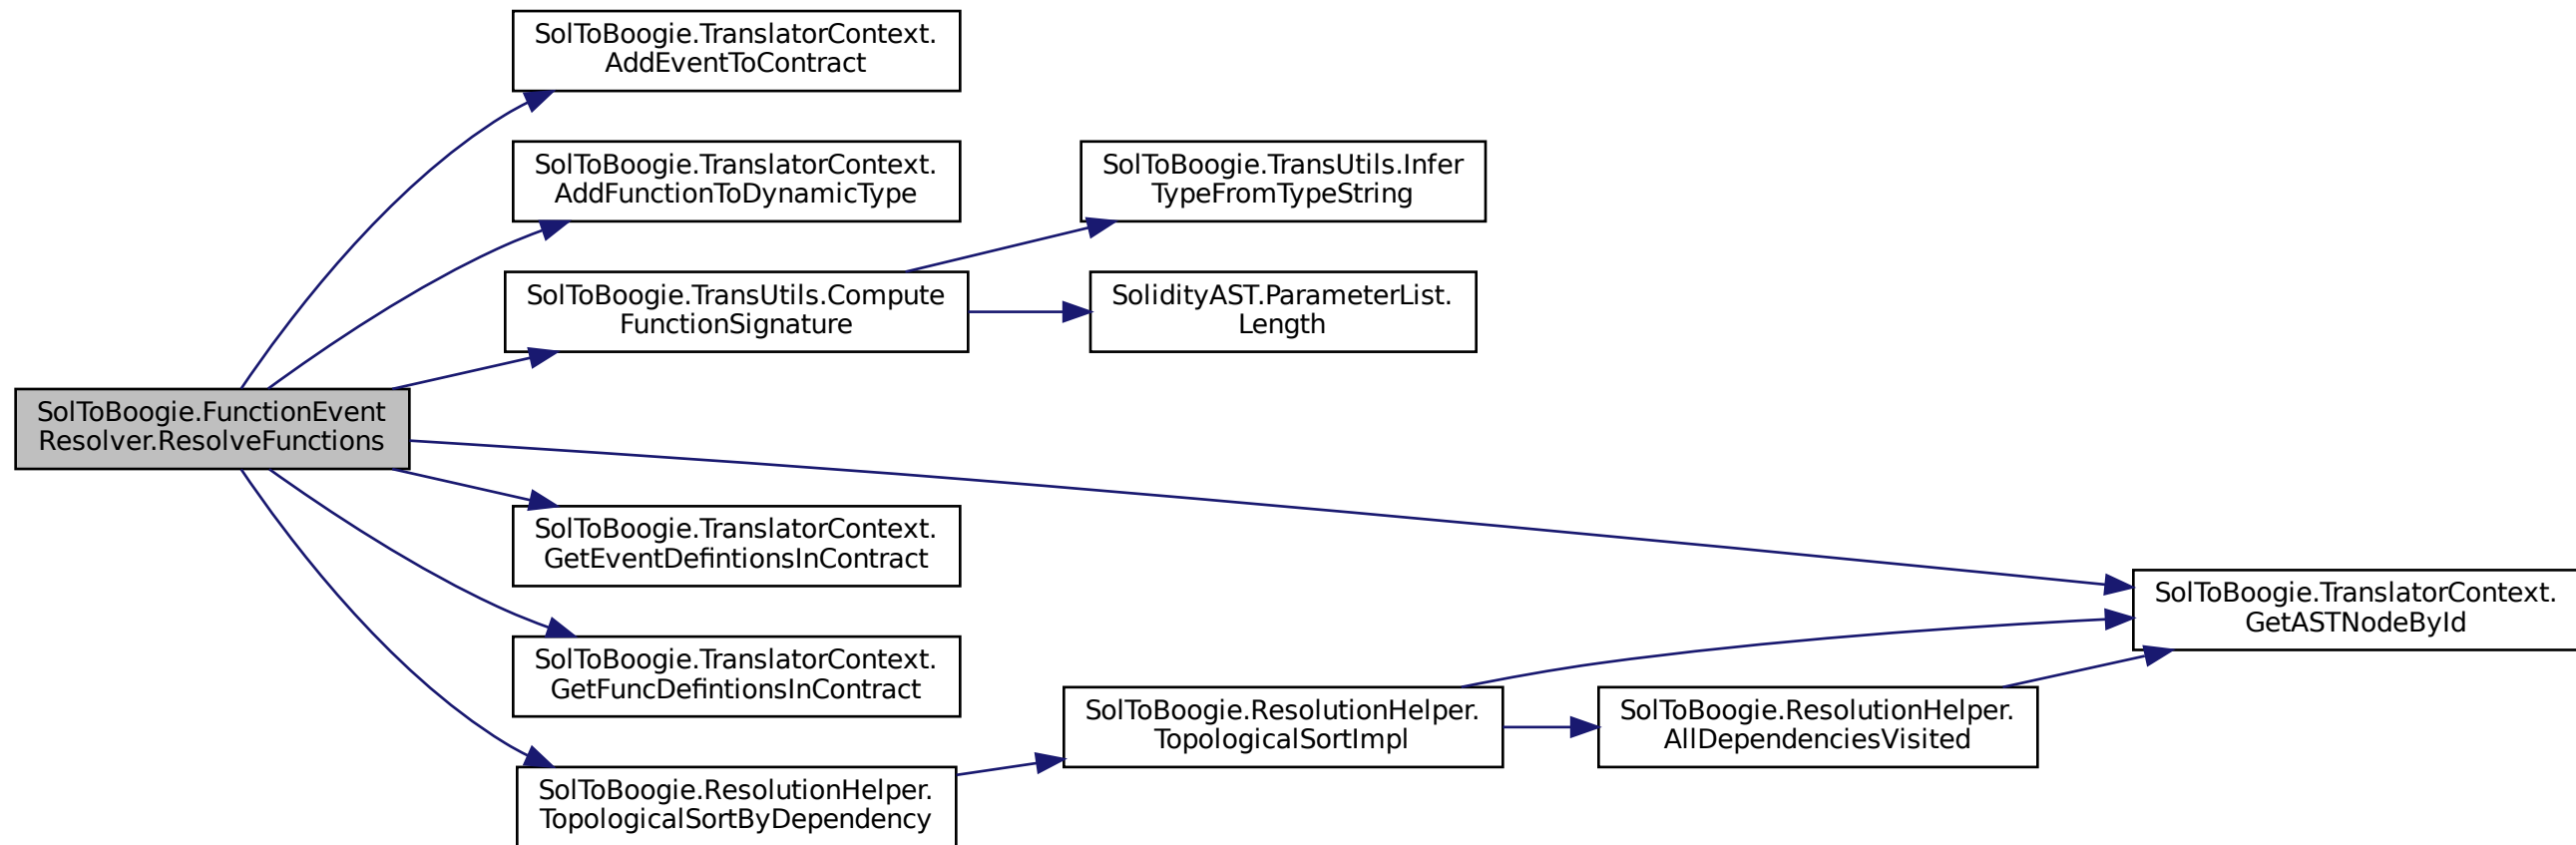 SolToBoogie.TranslatorContext.
AddEventToContract
SolToBoogie.TranslatorContext.
AddFunctionToDynamicType
SolToBoogie.TransUtils.Infer
TypeFromTypeString
SolToBoogie.TransUtils.Compute
FunctionSignature
SolidityAST.ParameterList.
Length
SolToBoogie.FunctionEvent
Resolver.ResolveFunctions
SolToBoogie.TranslatorContext.
GetEventDefintionsInContract
SolToBoogie.TranslatorContext.
GetASTNodeById
SolToBoogie.TranslatorContext.
GetFuncDefintionsInContract
SolToBoogie.ResolutionHelper.
TopologicalSortImpl
SolToBoogie.ResolutionHelper.
AllDependenciesVisited
SolToBoogie.ResolutionHelper.
TopologicalSortByDependency